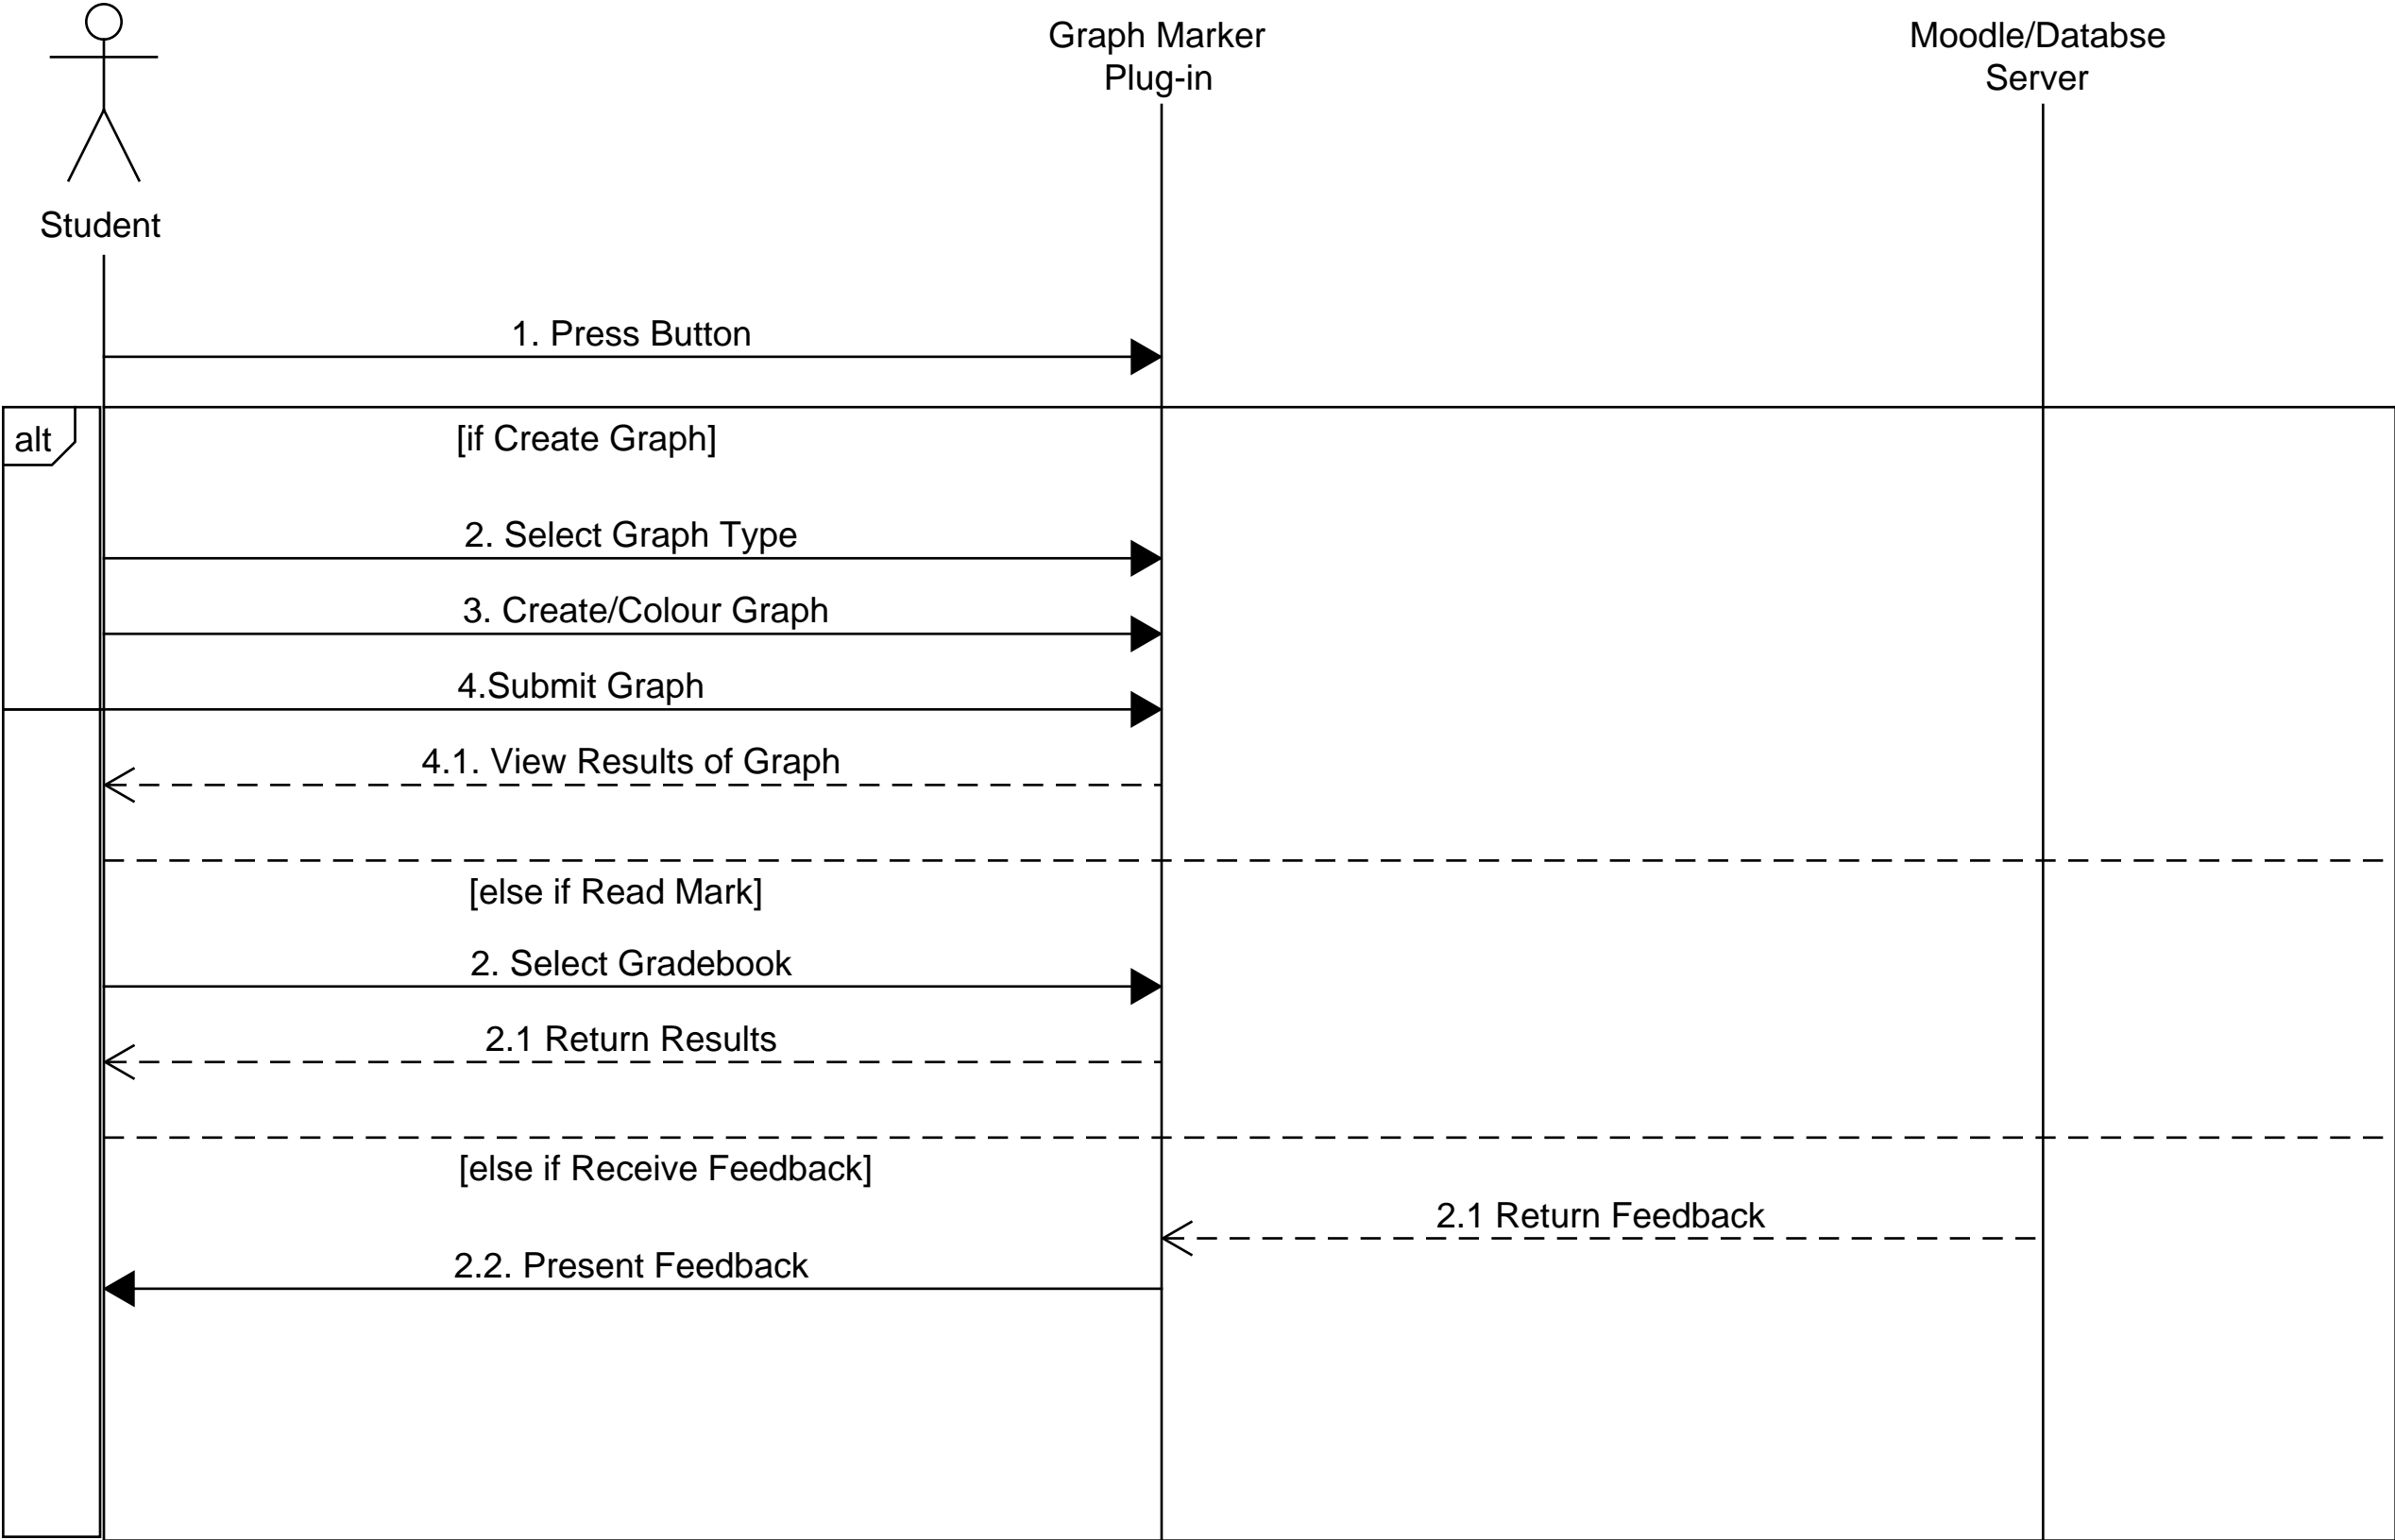 Graph Marker
Plug-in
Moodle/Databse
Server
Student
1. Press Button
alt
[if Create Graph]
2. Select Graph Type
3. Create/Colour Graph
4.Submit Graph
4.1. View Results of Graph
[else if Read Mark]
2. Select Gradebook
2.1 Return Results
[else if Receive Feedback]
2.1 Return Feedback
2.2. Present Feedback